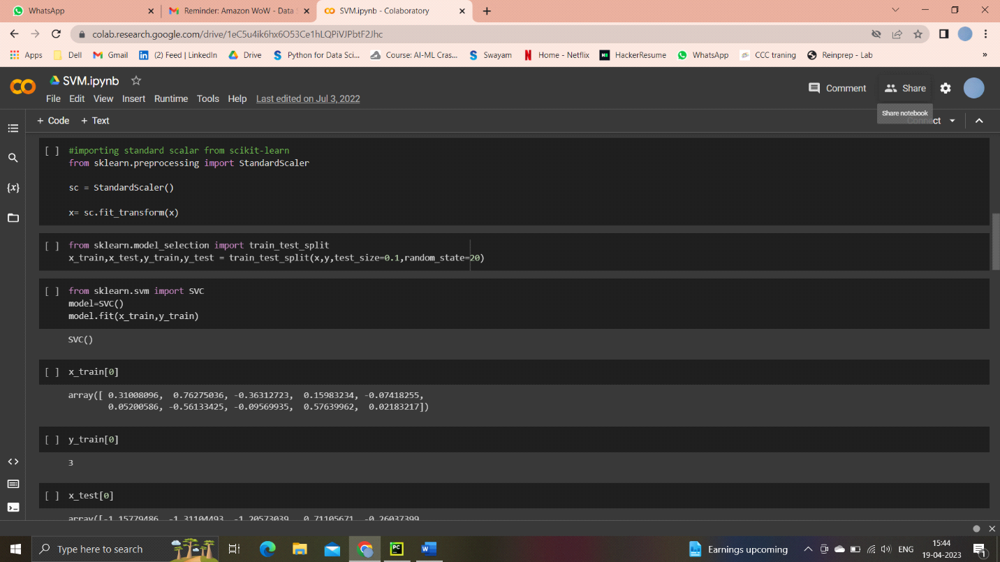 WhatsApp
Reminder: Amazon WoW - Data
SVM.ipynb - Colaboratory
colab.research.google.com/drive/1eC5u4ik6hx6O53Ce1hLQPiVJPbtF2Jhc
Apps Dell Gmail (2) Feed | LinkedIn Drive Python for Data Sci... Course: AI-ML Cras... Swayam Home - Netflix HackerResume WhatsApp CCC traning Reinprep - Lab
SVM.ipynb
File Edit View Insert Runtime Tools Help Last edited on Jul 3, 2022
Comment Share
Share notebook
+ Code + Text
[ ] #importing standard scalar from scikit-learn
from sklearn.preprocessing import StandardScaler
sc = StandardScaler()
x= sc.fit_transform(x)
[ ] from sklearn.model_selection import train_test_split
x_train,x_test,y_train,y_test = train_test_split(x,y,test_size=0.1,random_state=20)
[ ] from sklearn.svm import SVC
model=SVC()
model.fit(x_train,y_train)
SVC()
[ ] x_train[0]
array([ 0.31008096, 0.76275036, -0.36312723, 0.15983234, -0.07418255,
0.05200586, -0.56133425, -0.09569935, 0.57639962, 0.02183217])
[ ] y_train[0]
3
[ ] x_test[0]
array([-1.15779486, -1.31104493, -1.20573039, 0.71105671, -0.26037399,
Type here to search
Earnings upcoming
ENG
15:44
19-04-2023
1